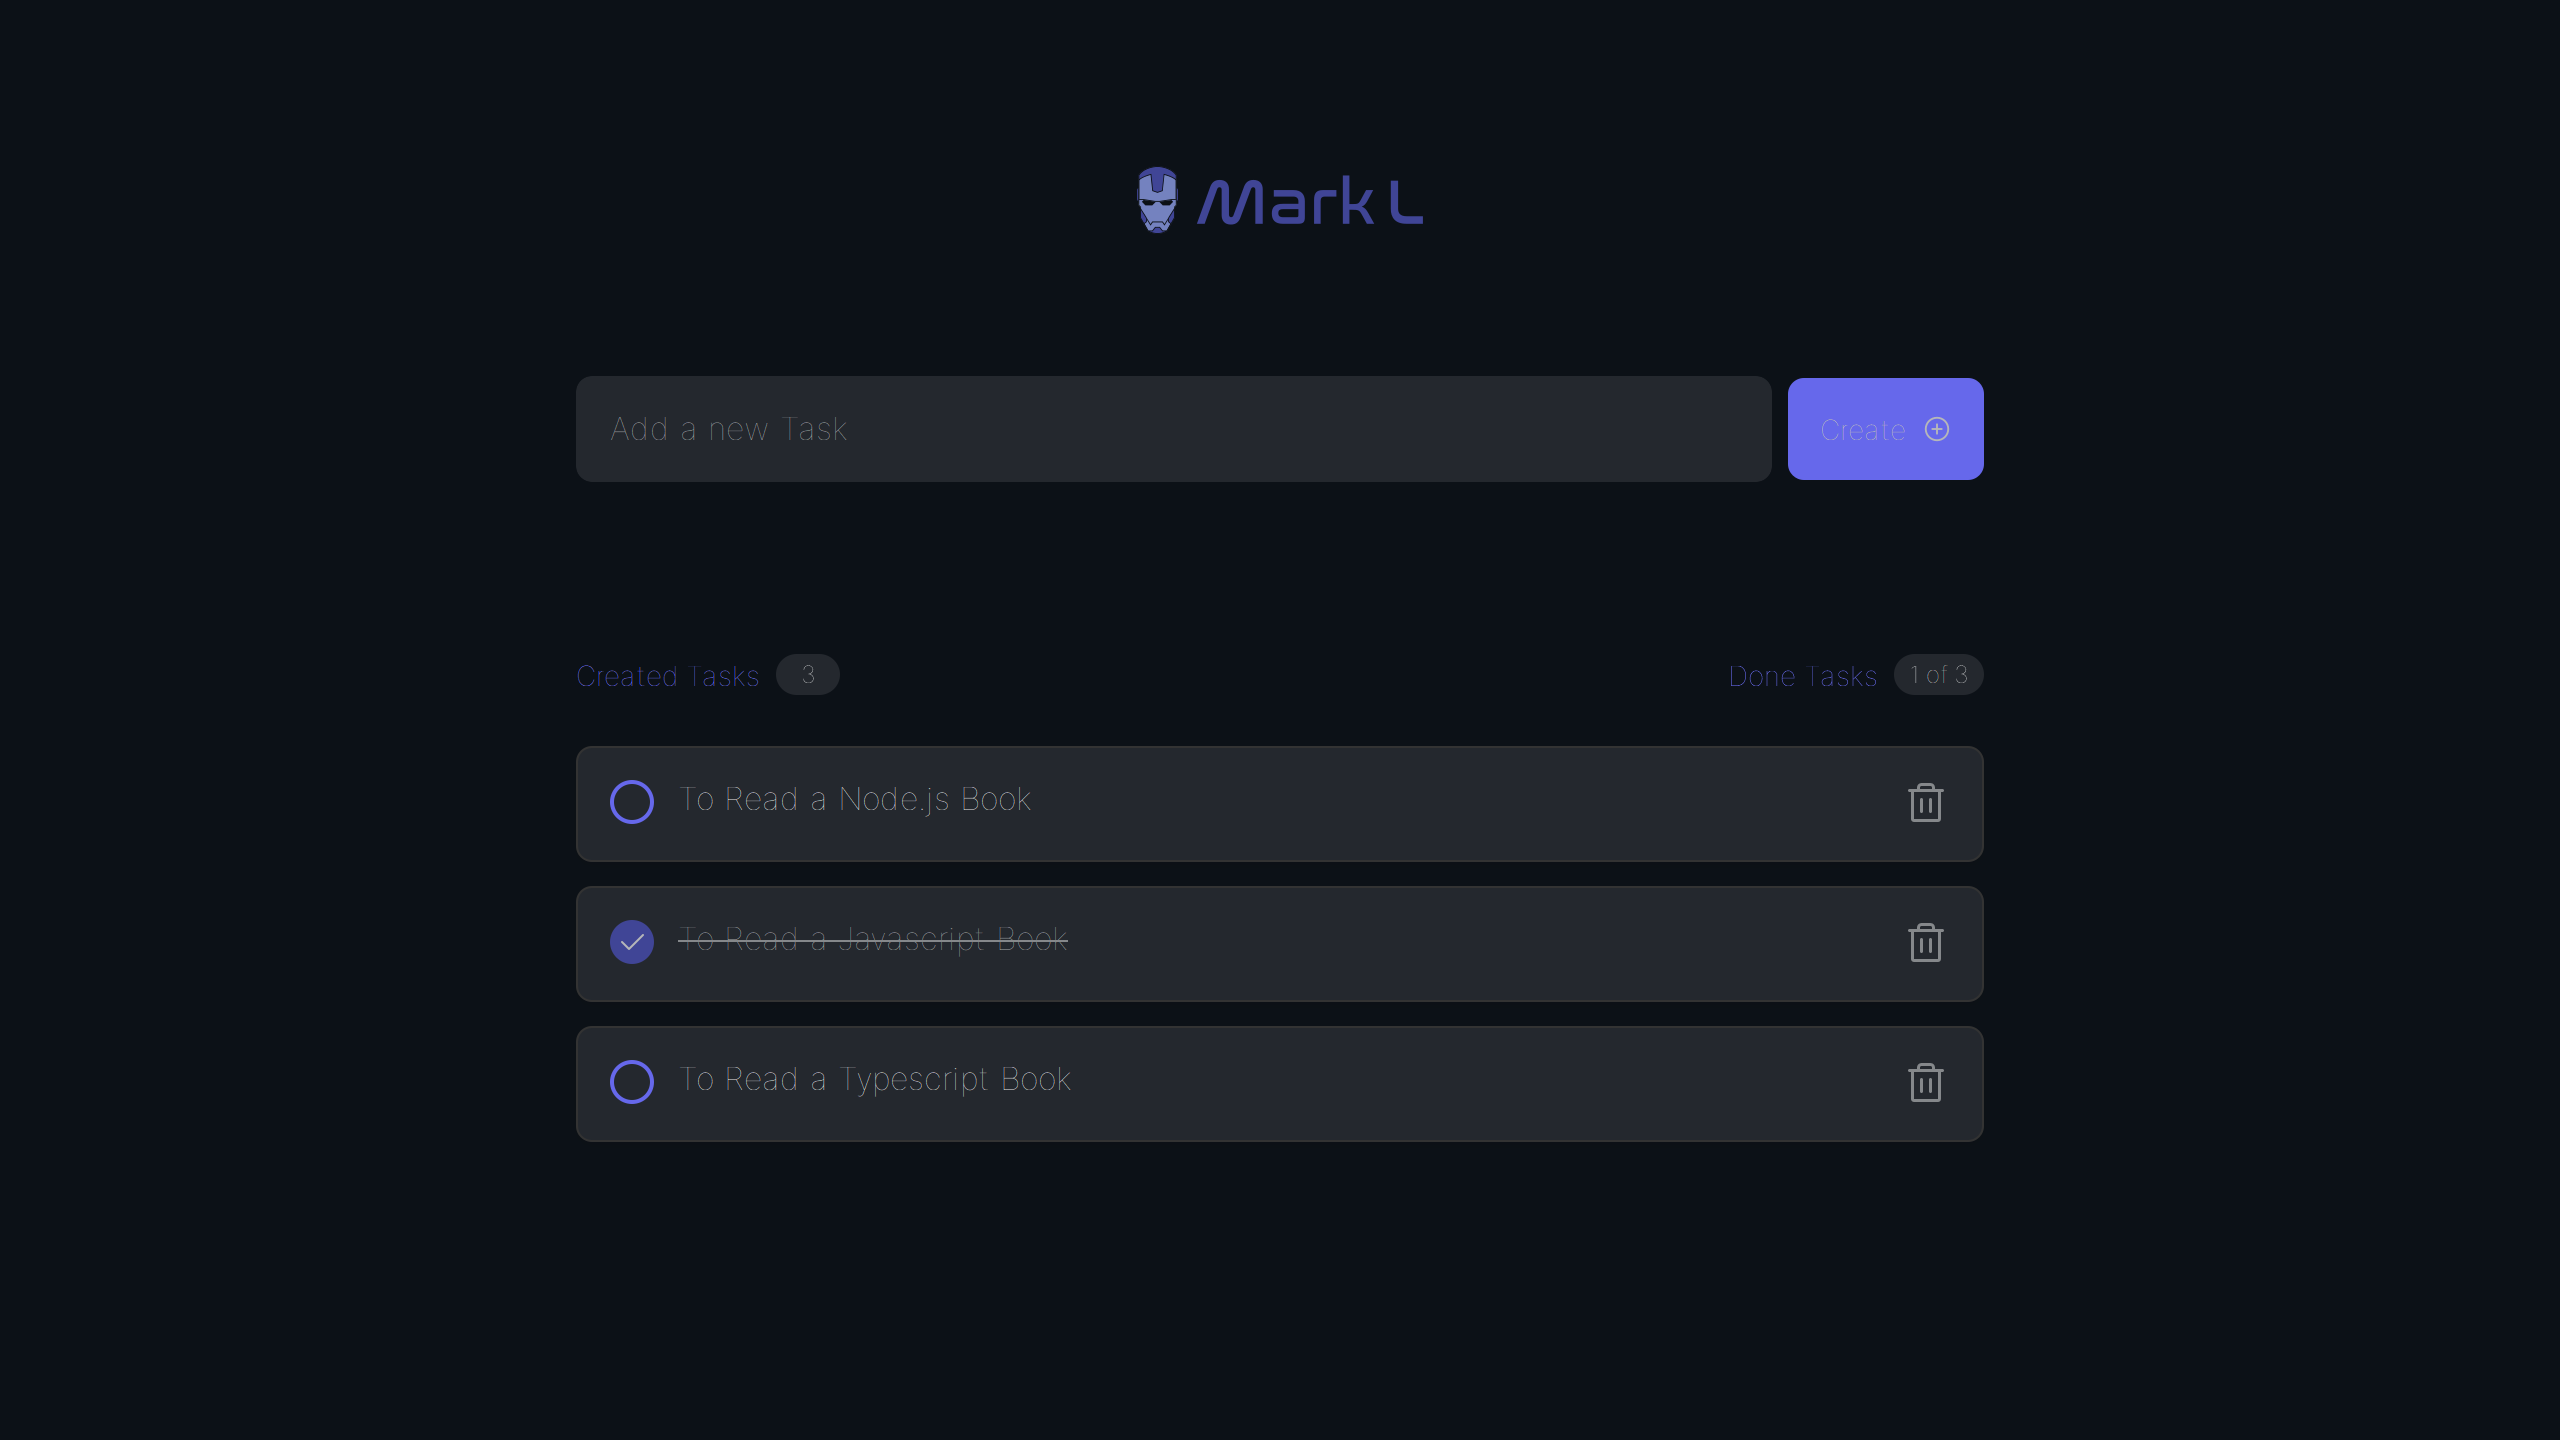 Mark L
Add a new Task
Create
Created Tasks 3
Done Tasks 1 of 3
To Read a Node.js Book
To Read a Javascript Book
To Read a Typescript Book